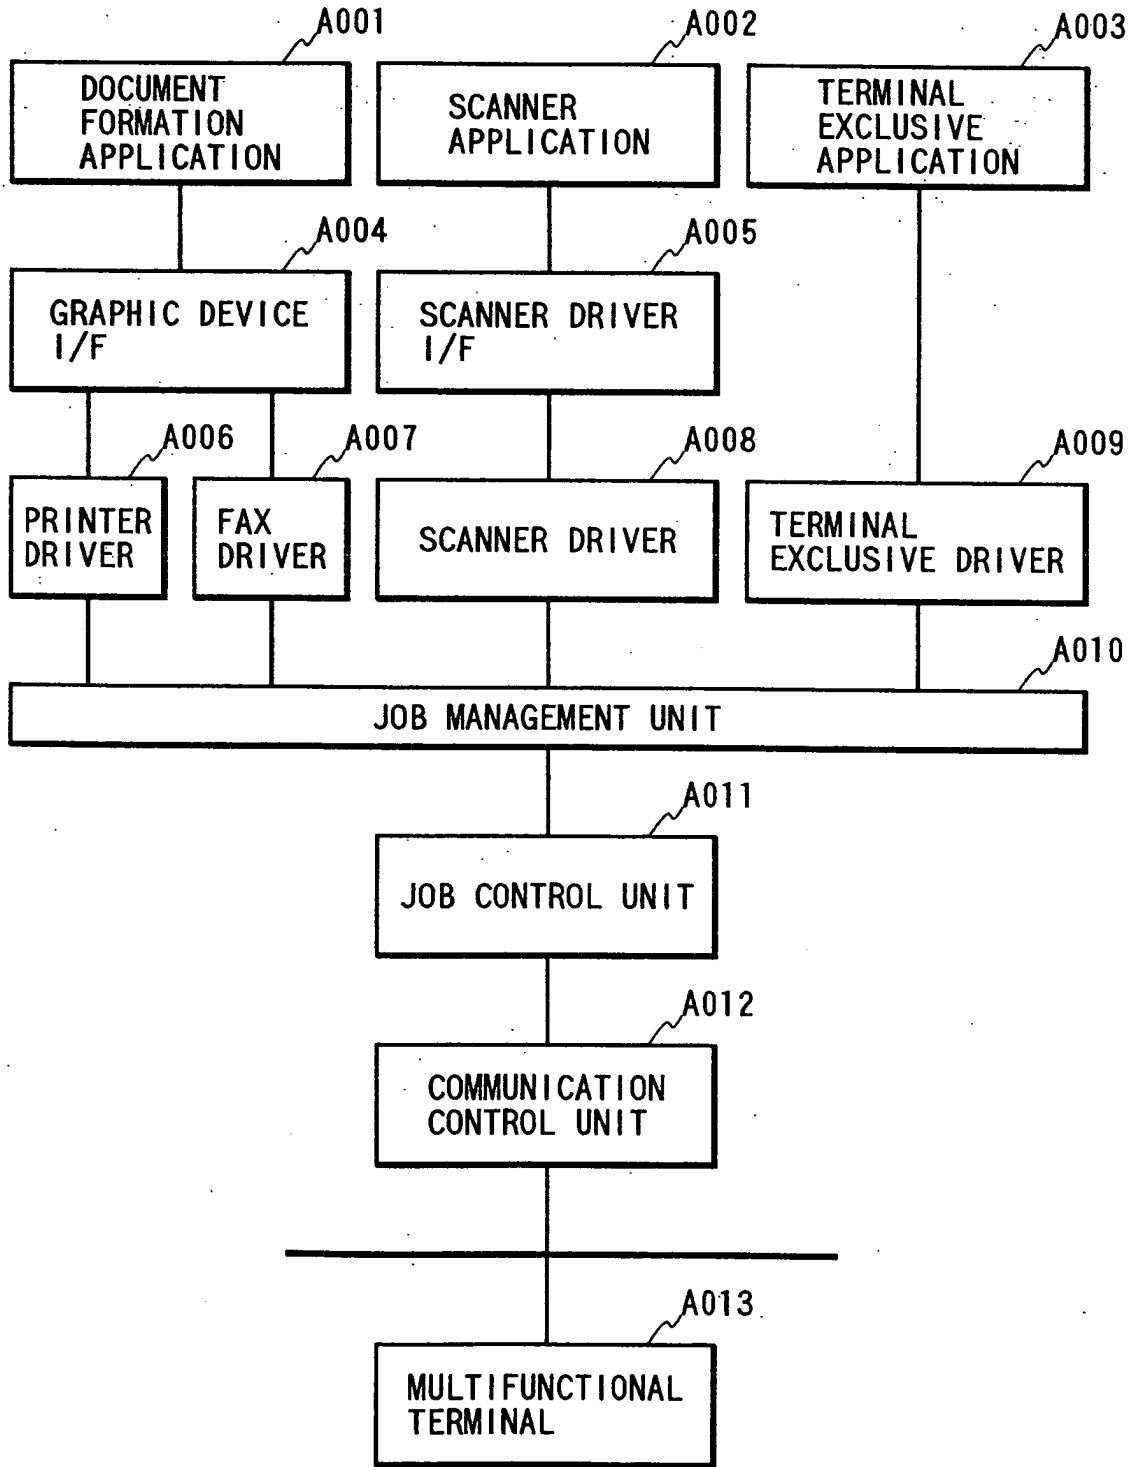 A001
DOCUMENT
FORMATION
APPLICATION
A002
SCANNER
APPLICATION
A003
TERMINAL
EXCLUSIVE
APPLICATION
A004
GRAPHIC DEVICE
I/F
A005
SCANNER DRIVER
I/F
A006
PRINTER
DRIVER
A007
FAX
DRIVER
A008
SCANNER DRIVER
A009
TERMINAL
EXCLUSIVE DRIVER
A010
JOB MANAGEMENT UNIT
A011
JOB CONTROL UNIT
A012
COMMUNICATION
CONTROL UNIT
A013
MULTIFUNCTIONAL
TERMINAL